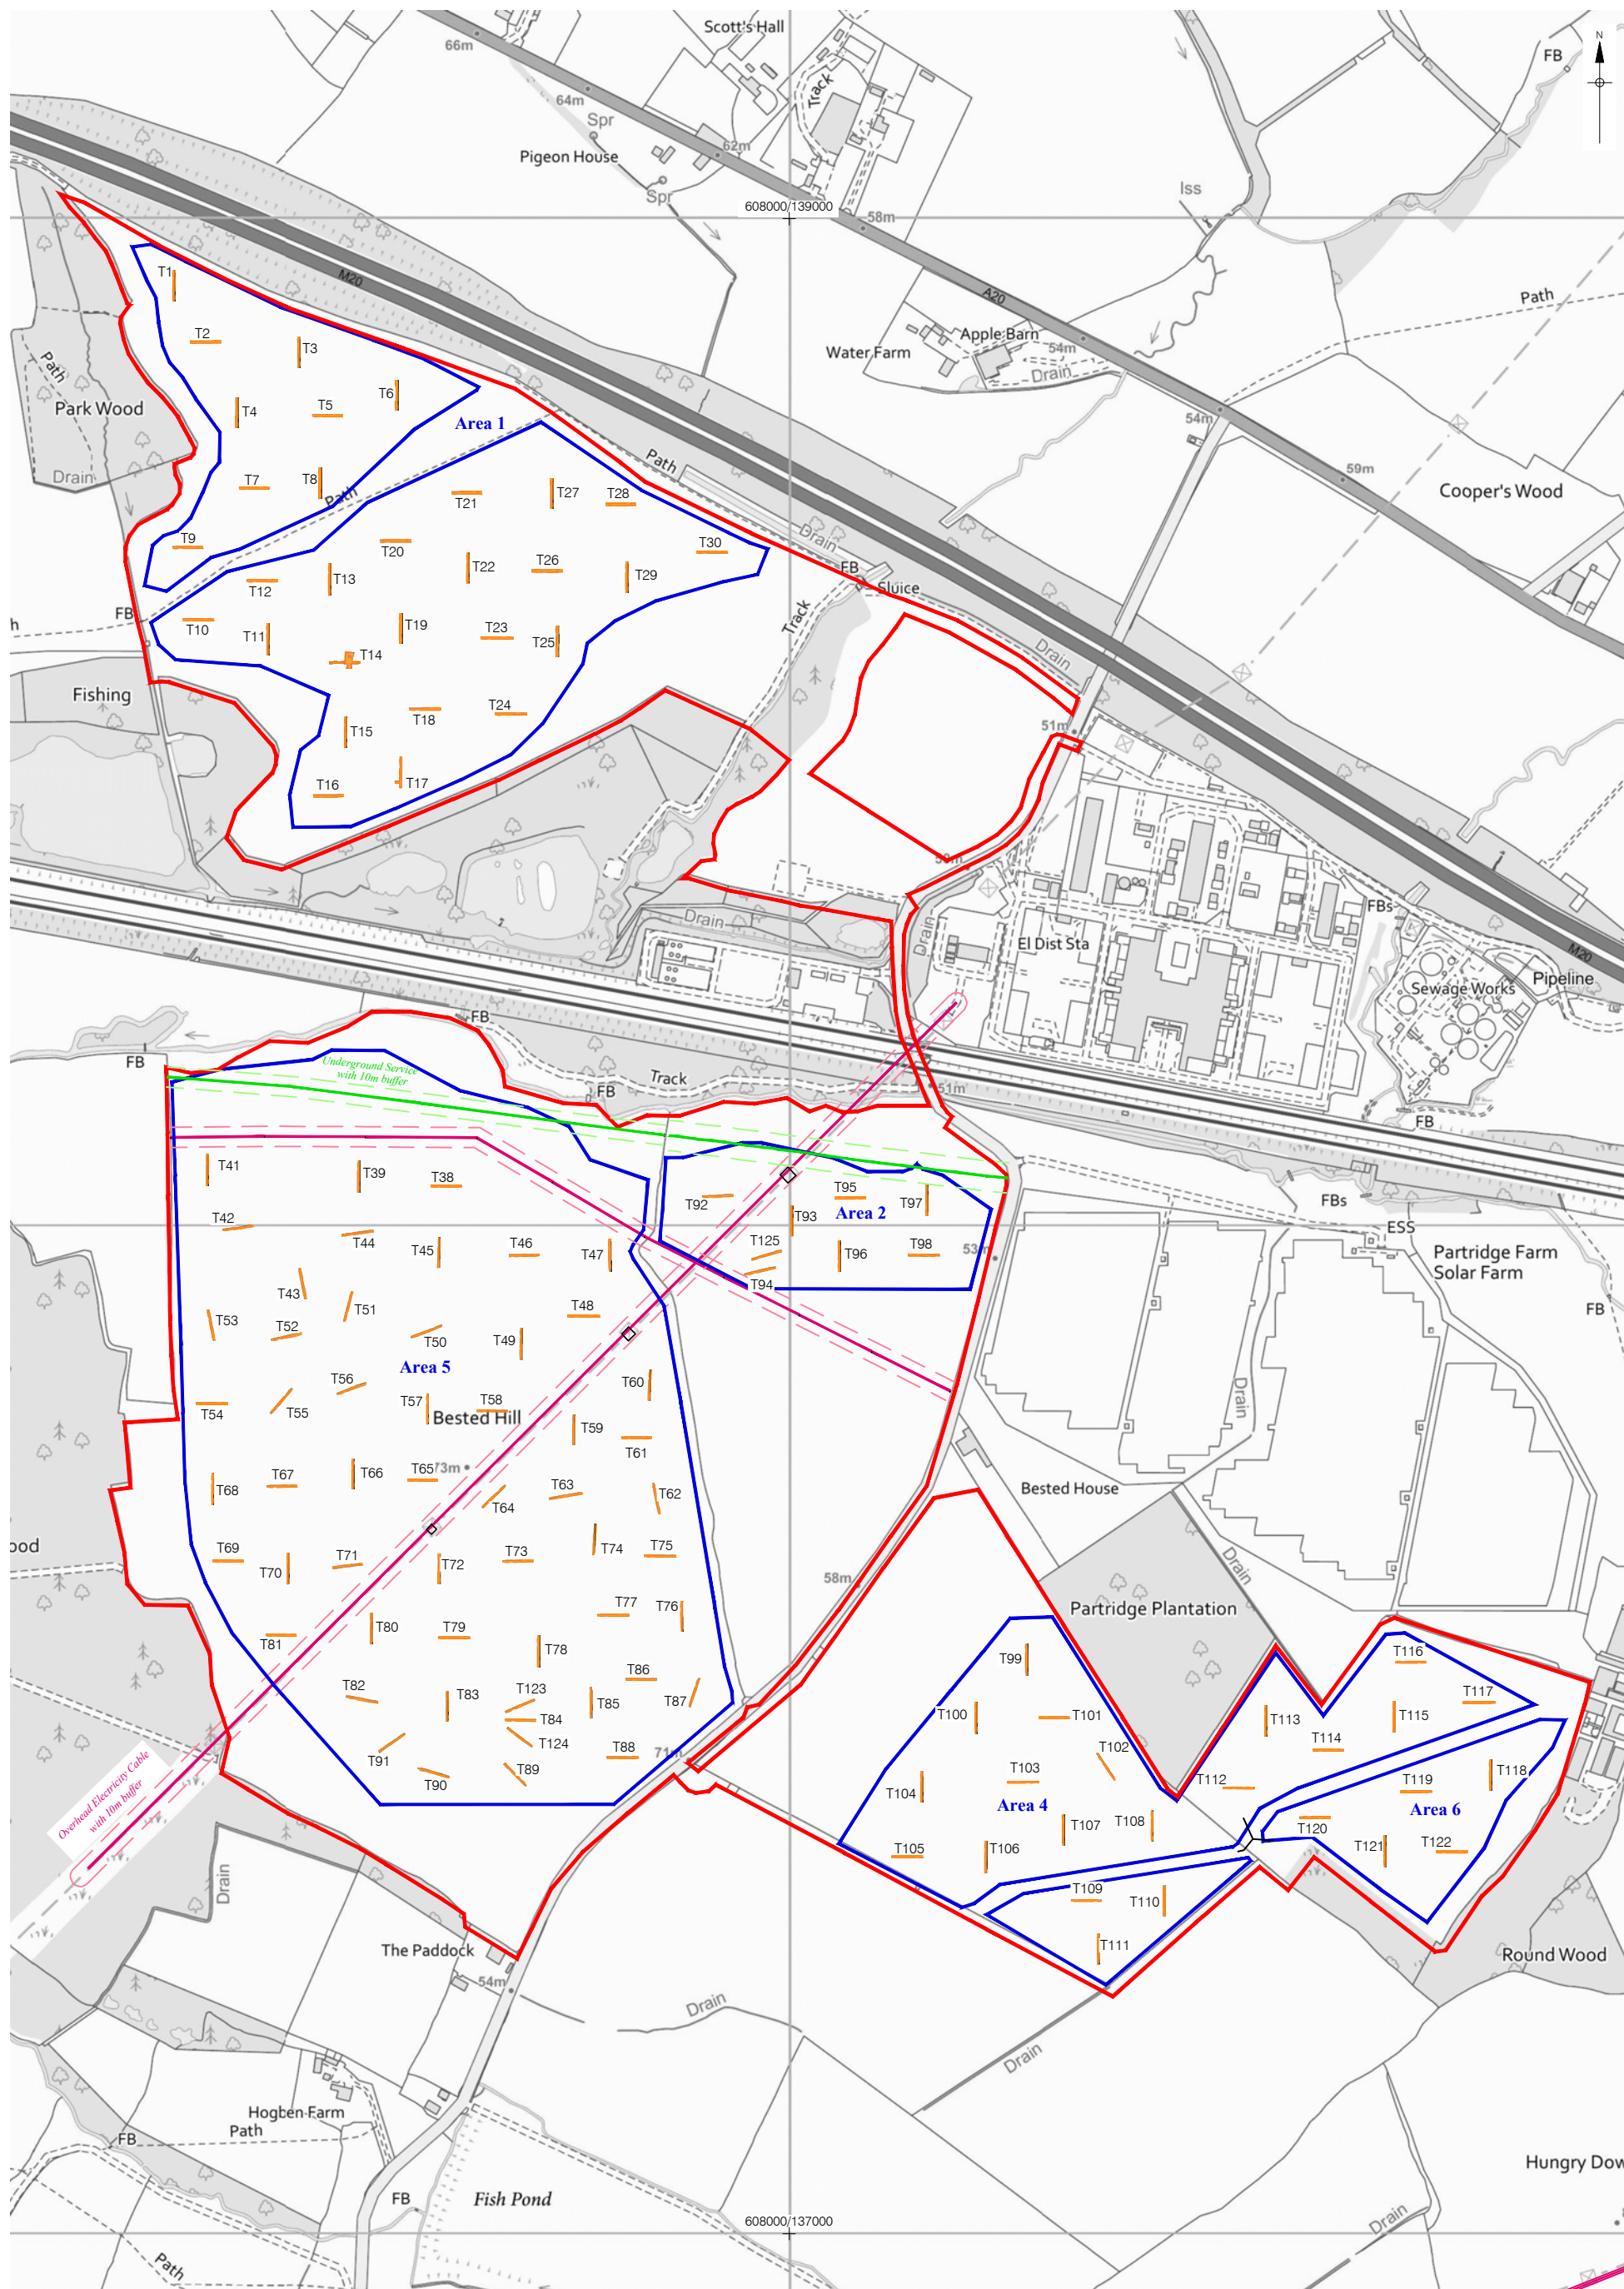 Scott's Hall
66m
FB
N
Track
64m
Spr
Pigeon House
62m
Spr
Iss
608000/139000
58m
T1
M20
A20
Path
T2
T3
Apple Barn
54m
Water Farm
Drain
Path
T6
Park Wood
T4
T5
Area 1
54m
Path
59m
Drain
T7
T8
Path
T21
T27
T28
Cooper's Wood
Drain
T9
T20
T30
T22
T26
FB
Sluice
T13
T29
T12
FB
Track
T10
T11
T19
T23
T25
h
T14
Drain
Fishing
T24
T18
T15
51m
T17
T16
50m
FBs
Drain
Drain
El Dist Sta
M20
Pipeline
Sewage Works
FB
FB
Underground Service
with 10m buffer
Track
FB
51m
FB
T41
T39
T38
T95
T92
T97
FBs
T42
T93
Area 2
ESS
T44
T45
T46
T47
T125
T96
T98
53m
Partridge Farm
Solar Farm
T43
T94
FB
T53
T51
T48
T52
T50
T49
Area 5
T56
T60
T54
T55
T57
T58
Drain
Bested Hill
T59
T61
T67
T66
T65
73m
T68
T63
T62
Bested House
T64
ood
T69
T71
T73
T74
T75
T70
T72
Drain
58m
T77
T76
Partridge Plantation
T81
T80
T79
T78
T116
T99
T86
T82
T123
T83
T85
T87
T117
T84
T100
T101
T113
T115
T124
T114
T91
T88
71m
T102
T89
T90
T103
T112
T118
T119
Overhead Electricity Cable
with 10m buffer
T104
Area 4
Area 6
T107
T108
T120
T105
T106
T121
T122
Drain
T109
T110
The Paddock
T111
Round Wood
54m
Drain
Drain
Hogben Farm
Path
FB
Hungry Dow
FB
Fish Pond
608000/137000
Drain
Path